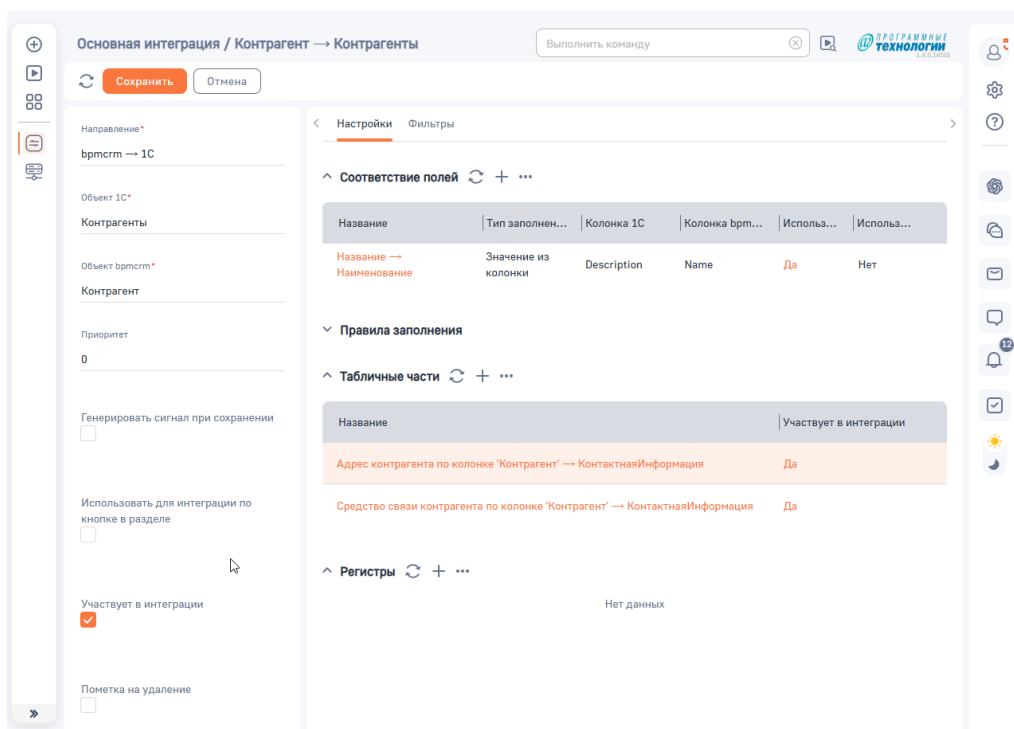 Основная интеграция / Контрагент → Контрагенты
Выполнить команду
ПРОГРАММНЫЕ
ТЕХНОЛОГИИ
Сохранить
Отмена
Направление*
bpmcrm → 1C
Объект 1С*
Контрагенты
Объект bpmcrm*
Контрагент
Приоритет
0
Генерировать сигнал при сохранении
Использовать для интеграции по
кнопке в разделе
Участвует в интеграции
Пометка на удаление
Настройки Фильтры
Соответствие полей
Название Тип заполнен... Колонка 1С Колонка bpm... Использ... Использ...
Название →
Наименование
Значение из
колонки
Description Name Да Нет
Правила заполнения
Табличные части
Название Участвует в интеграции
Адрес контрагента по колонке 'Контрагент' → КонтактнаяИнформация Да
Средство связи контрагента по колонке 'Контрагент' → КонтактнаяИнформация Да
Регистры
Нет данных
12